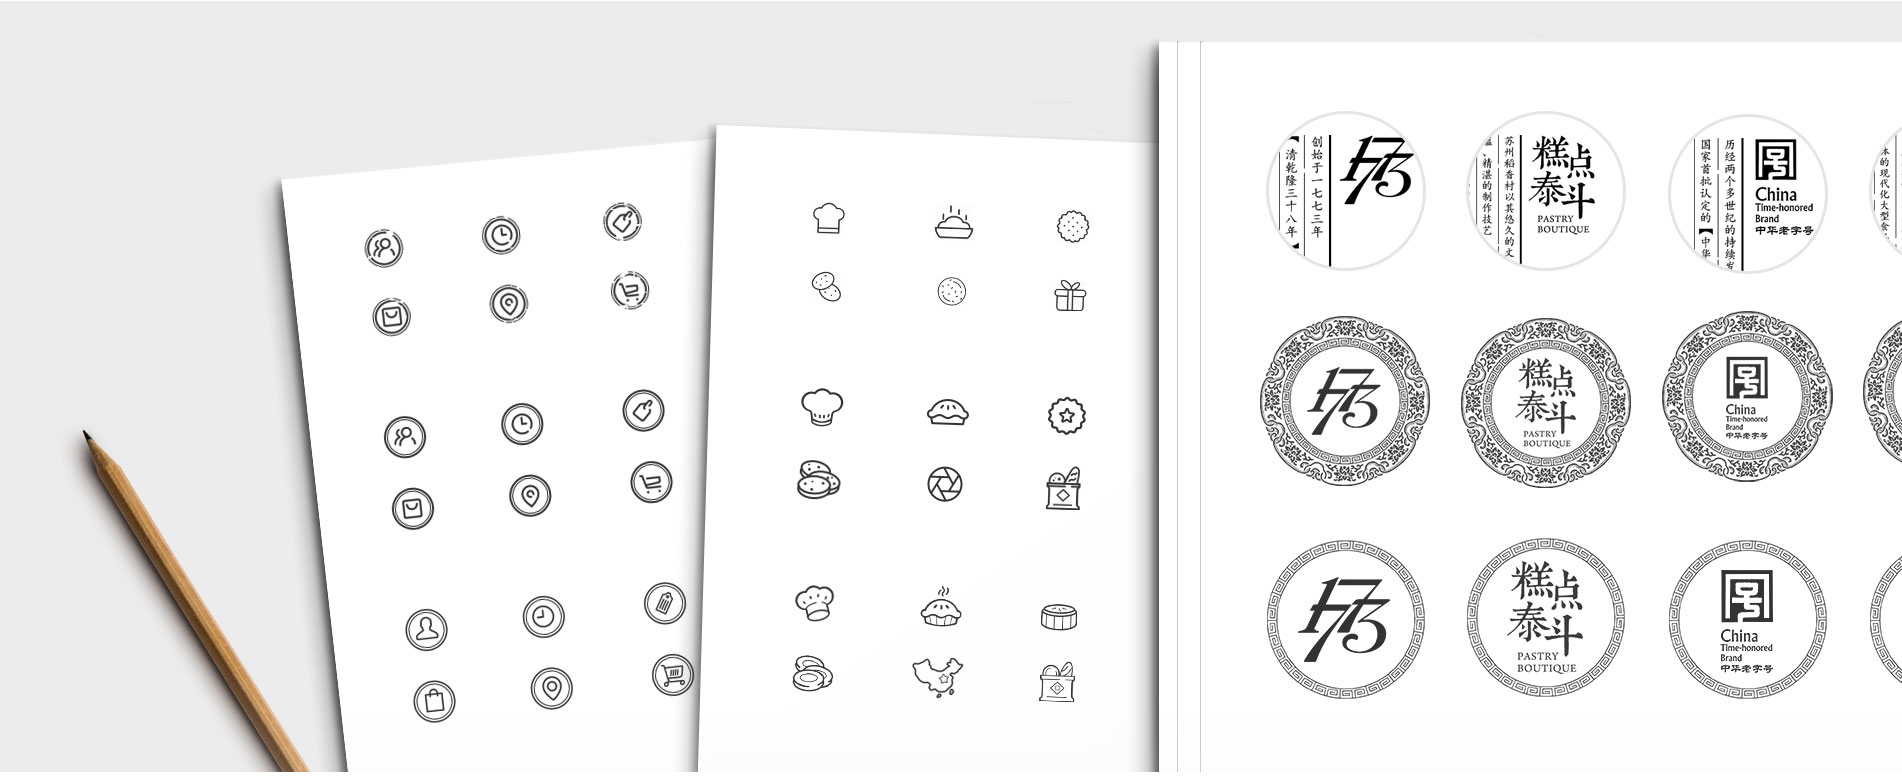 创始于一七七三年
【清乾隆三十八年】
1773
苏州稻香村以其悠久的文
、精湛的制作技艺
糕点
泰斗
PASTRY
BOUTIQUE
历经两个多世纪的持续发
国家首批认定的【中华
China
Time-honored
Brand
中华老字号
体的现代化大型食
1773
糕点
泰斗
PASTRY
BOUTIQUE
China
Time-honored
Brand
中华老字号
1773
糕点
泰斗
PASTRY
BOUTIQUE
China
Time-honored
Brand
中华老字号